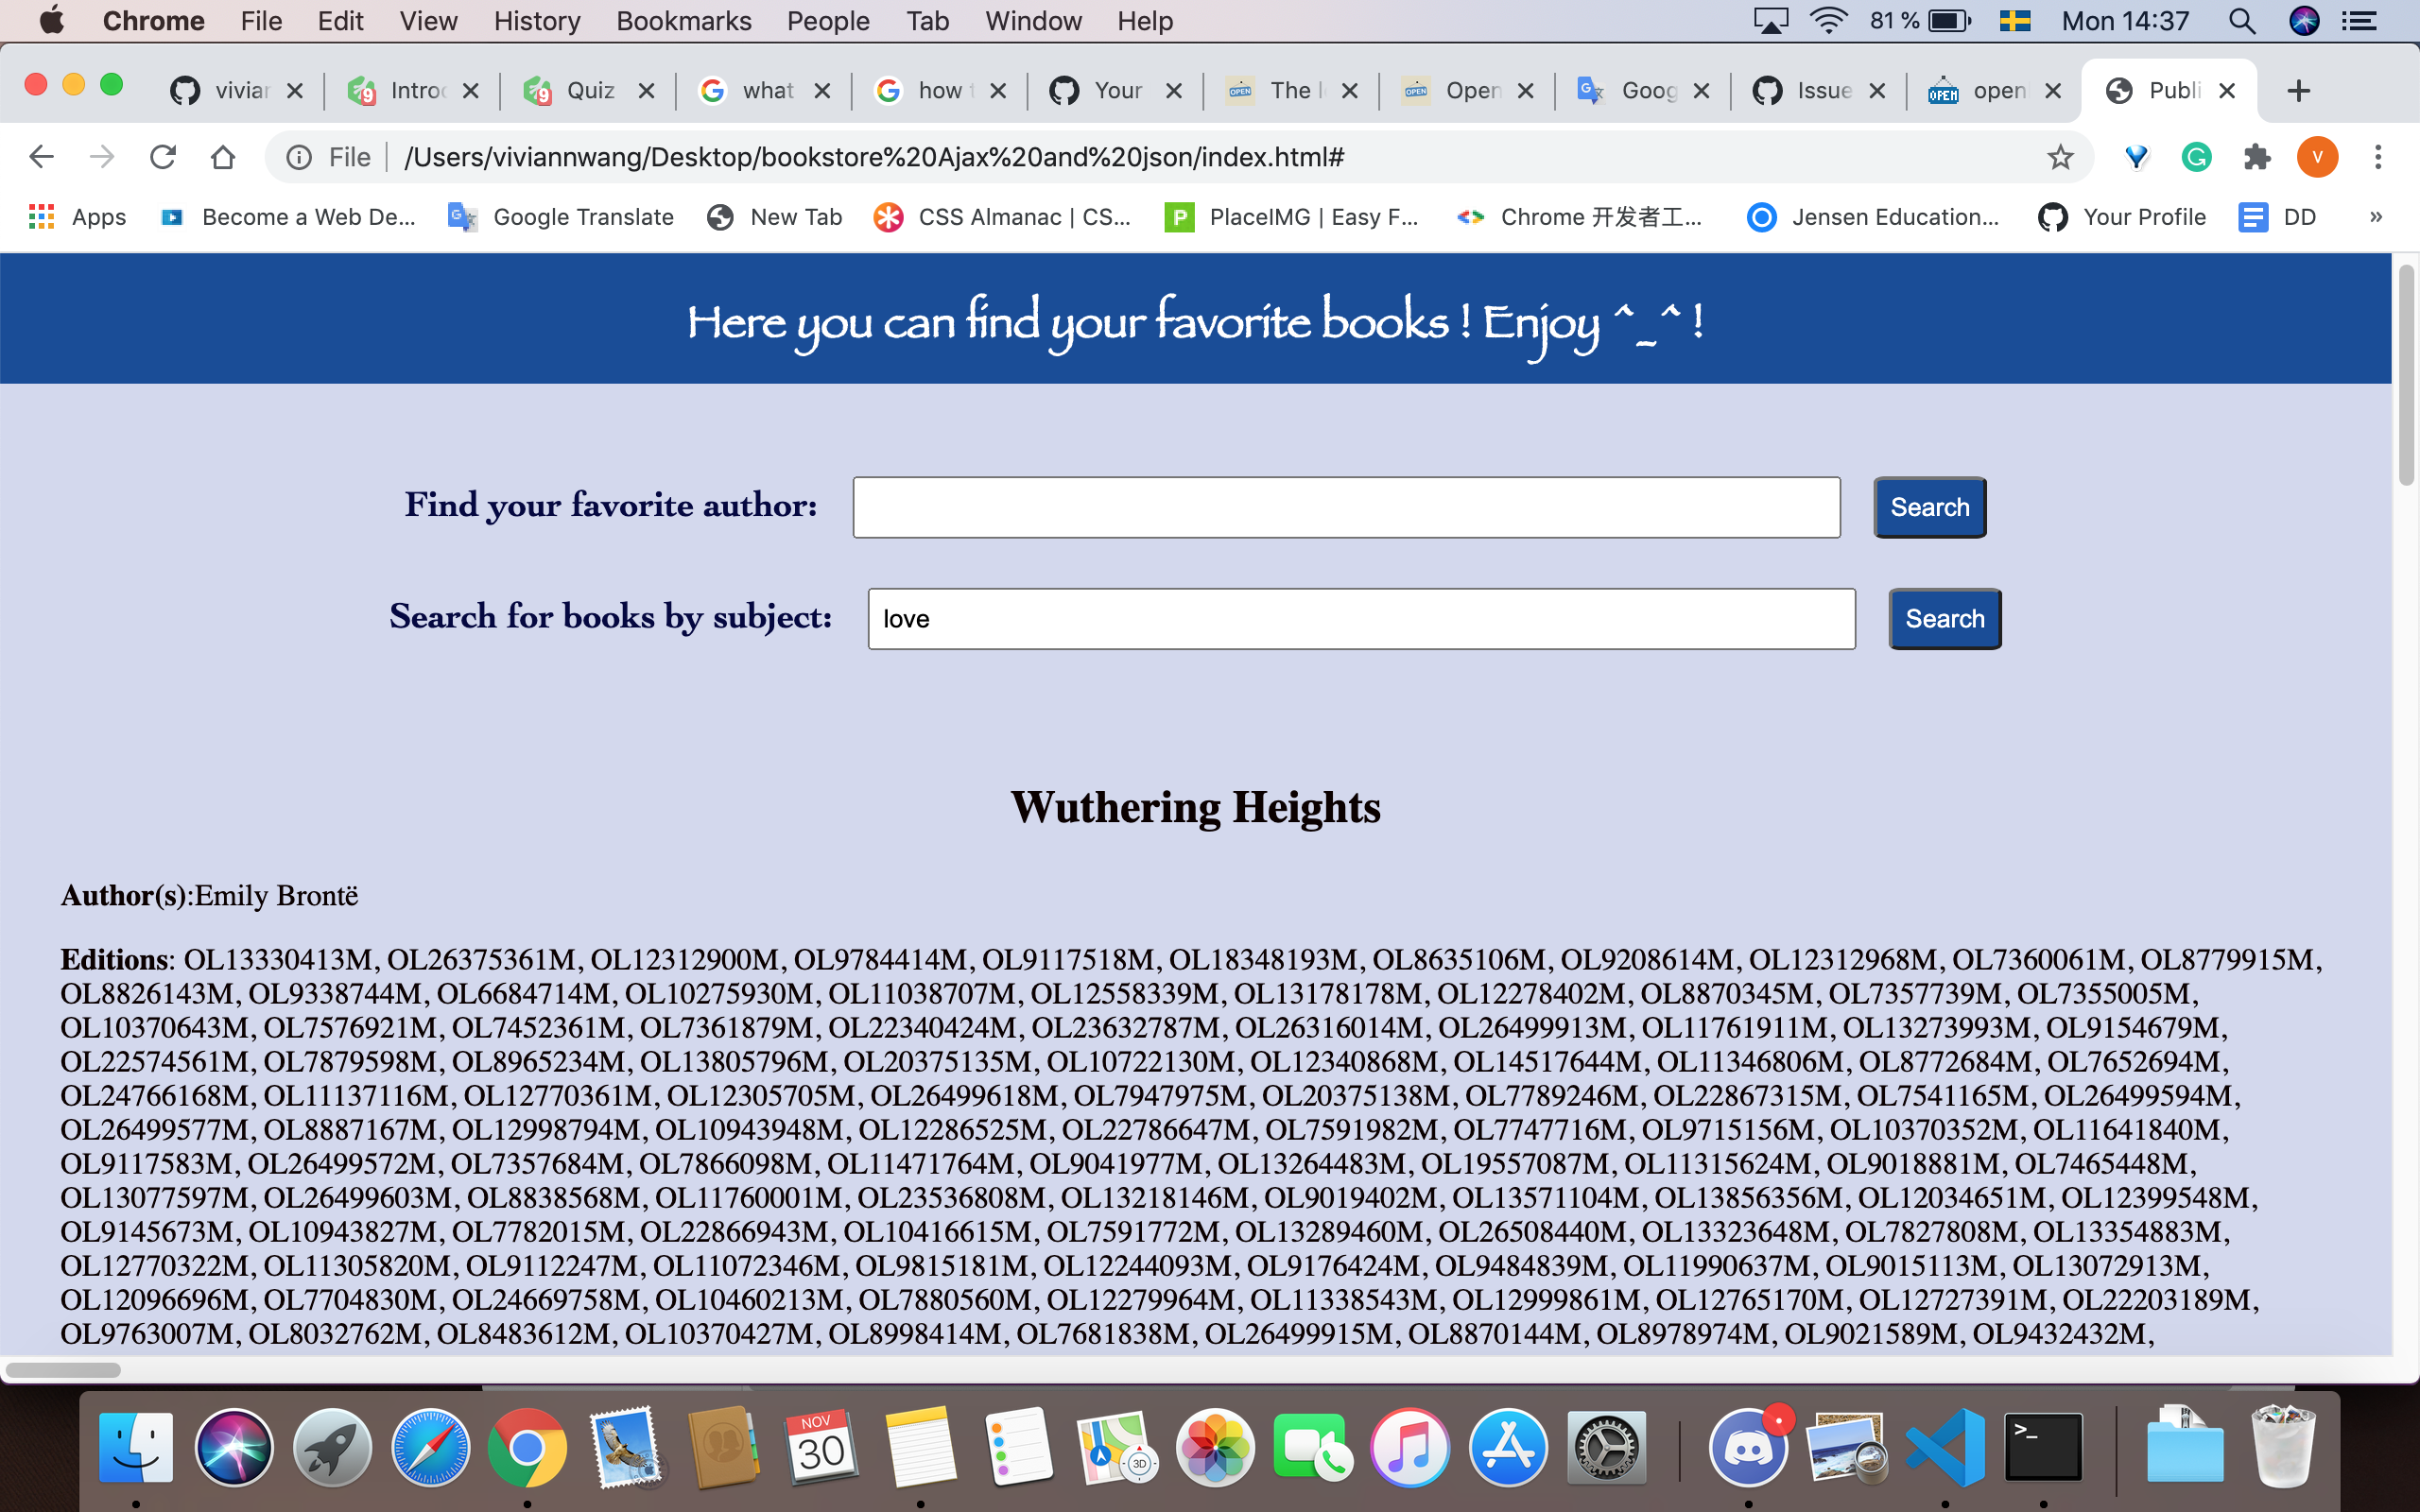 Chrome File Edit View History Bookmarks People Tab Window Help 81 % Mon 14:37
vivian Introd Quiz what how t Your The l Open Goog Issue open Publi
File /Users/viviannwang/Desktop/bookstore%20Ajax%20and%20json/index.html# V
Apps Become a Web De... Google Translate New Tab CSS Almanac | CS... P PlaceIMG | Easy F... Chrome 开发者工... Jensen Education... Your Profile DD »
Here you can find your favorite books ! Enjoy ^_^ !
Find your favorite author: Search
Search for books by subject: love Search
Wuthering Heights
Author(s):Emily Brontë
Editions: OL13330413M, OL26375361M, OL12312900M, OL9784414M, OL9117518M, OL18348193M, OL8635106M, OL9208614M, OL12312968M, OL7360061M, OL8779915M,
OL8826143M, OL9338744M, OL6684714M, OL10275930M, OL11038707M, OL12558339M, OL13178178M, OL12278402M, OL8870345M, OL7357739M, OL7355005M,
OL10370643M, OL7576921M, OL7452361M, OL7361879M, OL22340424M, OL23632787M, OL26316014M, OL26499913M, OL11761911M, OL13273993M, OL9154679M,
OL22574561M, OL7879598M, OL8965234M, OL13805796M, OL20375135M, OL10722130M, OL12340868M, OL14517644M, OL11346806M, OL8772684M, OL7652694M,
OL24766168M, OL11137116M, OL12770361M, OL12305705M, OL26499618M, OL7947975M, OL20375138M, OL7789246M, OL22867315M, OL7541165M, OL26499594M,
OL26499577M, OL8887167M, OL12998794M, OL10943948M, OL12286525M, OL22786647M, OL7591982M, OL7747716M, OL9715156M, OL10370352M, OL11641840M,
OL9117583M, OL26499572M, OL7357684M, OL7866098M, OL11471764M, OL9041977M, OL13264483M, OL19557087M, OL11315624M, OL9018881M, OL7465448M,
OL13077597M, OL26499603M, OL8838568M, OL11760001M, OL23536808M, OL13218146M, OL9019402M, OL13571104M, OL13856356M, OL12034651M, OL12399548M,
OL9145673M, OL10943827M, OL7782015M, OL22866943M, OL10416615M, OL7591772M, OL13289460M, OL26508440M, OL13323648M, OL7827808M, OL13354883M,
OL12770322M, OL11305820M, OL9112247M, OL11072346M, OL9815181M, OL12244093M, OL9176424M, OL9484839M, OL11990637M, OL9015113M, OL13072913M,
OL12096696M, OL7704830M, OL24669758M, OL10460213M, OL7880560M, OL12279964M, OL11338543M, OL12999861M, OL12765170M, OL12727391M, OL22203189M,
OL9763007M, OL8032762M, OL8483612M, OL10370427M, OL8998414M, OL7681838M, OL26499915M, OL8870144M, OL8978974M, OL9021589M, OL9432432M,
NOV
30
3D